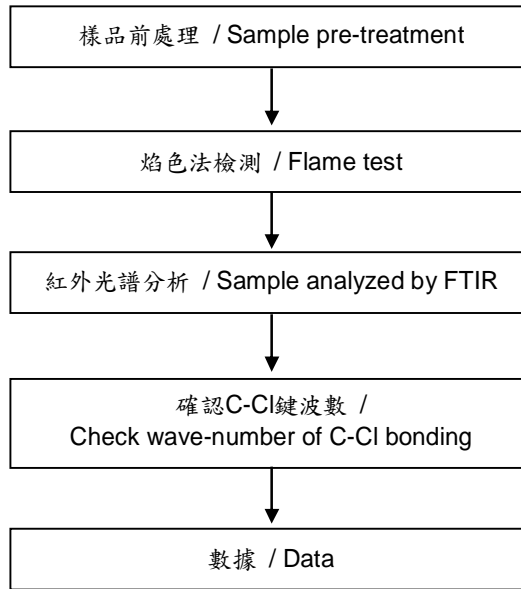 樣品前處理 / Sample pre-treatment
焰色法檢測 / Flame test
紅外光譜分析 / Sample analyzed by FTIR
確認C-Cl鍵波數 /
Check wave-number of C-Cl bonding
數據 / Data